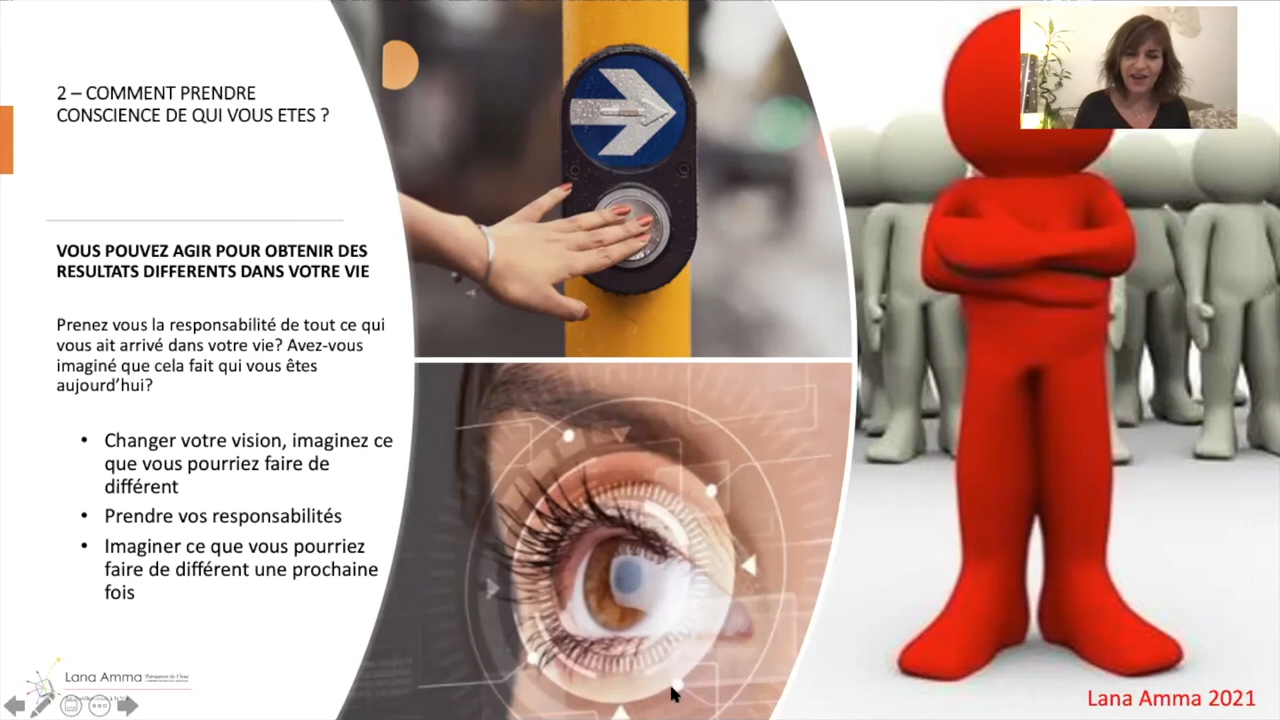 2 – COMMENT PRENDRE
CONSCIENCE DE QUI VOUS ETES ?
VOUS POUVEZ AGIR POUR OBTENIR DES
RESULTATS DIFFERENTS DANS VOTRE VIE
Prenez vous la responsabilité de tout ce qui
vous ait arrivé dans votre vie? Avez-vous
imaginé que cela fait qui vous êtes
aujourd'hui?
• Changer votre vision, imaginez ce
que vous pourriez faire de
différent
• Prendre vos responsabilités
• Imaginer ce que vous pourriez
faire de différent une prochaine
fois
Lana Amma
Lana Amma 2021